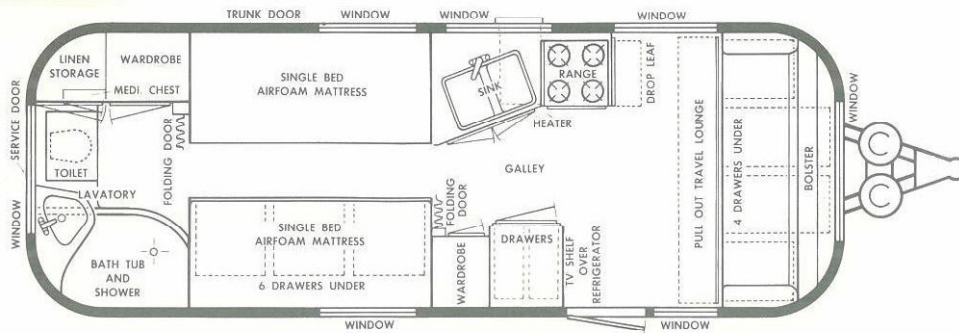 TRUNK DOOR
WINDOW
WINDOW
WINDOW
LINEN
STORAGE
WARDROBE
MEDI. CHEST
SINGLE BED
AIRFOAM MATTRESS
SINK
RANGE
DROP LEAF
HEATER
SERVICE DOOR
TOILET
FOLDING DOOR
LAVATORY
WINDOW
BATH TUB
AND
SHOWER
SINGLE BED
AIRFOAM MATTRESS
6 DRAWERS UNDER
FOLDING
DOOR
GALLEY
WARDROBE
DRAWERS
TV SHELF
OVER
REFRIGERATOR
PULL OUT TRAVEL LOUNGE
4 DRAWERS UNDER
BOLSTER
WINDOW
WINDOW
WINDOW